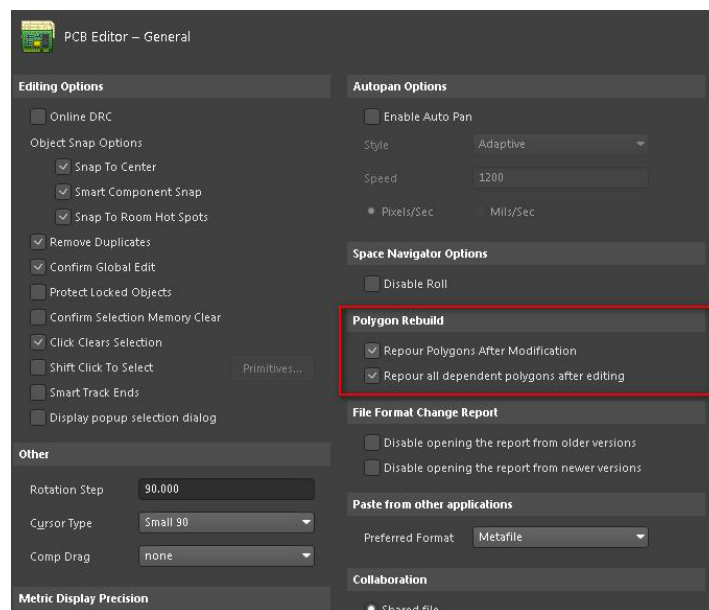 PCB Editor – General
Editing Options
Online DRC
Object Snap Options
Snap To Center
Smart Component Snap
Snap To Room Hot Spots
Remove Duplicates
Confirm Global Edit
Protect Locked Objects
Confirm Selection Memory Clear
Click Clears Selection
Shift Click To Select
Primitives...
Smart Track Ends
Display popup selection dialog
Other
Rotation Step
90.000
Cursor Type
Small 90
Comp Drag
none
Metric Display Precision
Autopan Options
Enable Auto Pan
Style
Adaptive
Speed
1200
Pixels/Sec
Mils/Sec
Space Navigator Options
Disable Roll
Polygon Rebuild
Repour Polygons After Modification
Repour all dependent polygons after editing
File Format Change Report
Disable opening the report from older versions
Disable opening the report from newer versions
Paste from other applications
Preferred Format
Metafile
Collaboration
Shared file